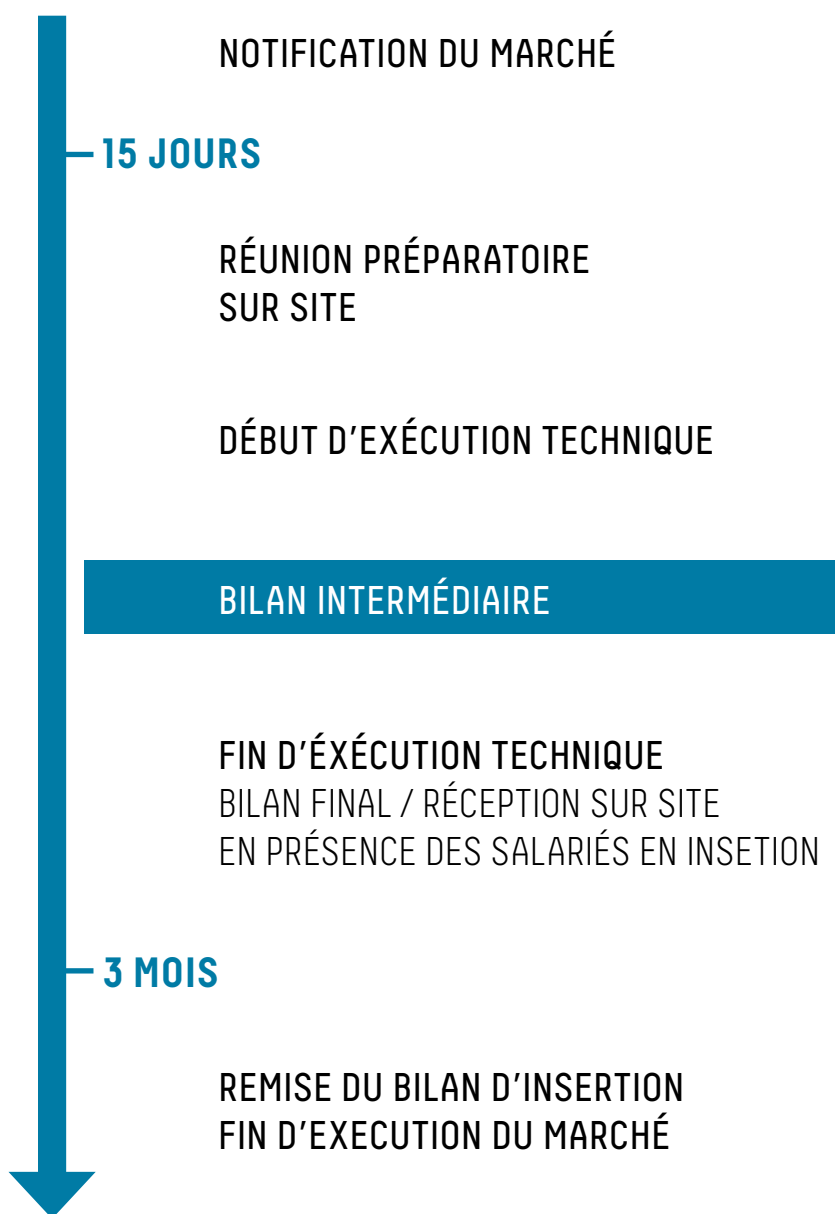 NOTIFICATION DU MARCHÉ
15 JOURS
RÉUNION PRÉPARATOIRE
SUR SITE
DÉBUT D'EXÉCUTION TECHNIQUE
BILAN INTERMÉDIAIRE
FIN D'ÉXÉCUTION TECHNIQUE
BILAN FINAL / RÉCEPTION SUR SITE
EN PRÉSENCE DES SALARIÉS EN INSETION
3 MOIS
REMISE DU BILAN D'INSERTION
FIN D'EXECUTION DU MARCHÉ